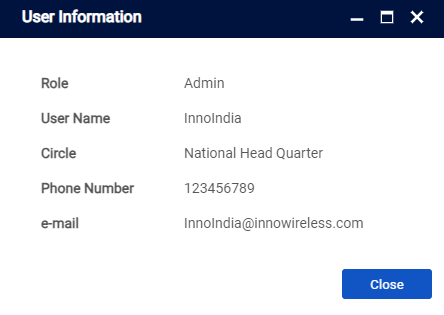 User Information
Role Admin
User Name InnoIndia
Circle National Head Quarter
Phone Number 123456789
e-mail InnoIndia@innowireless.com
Close